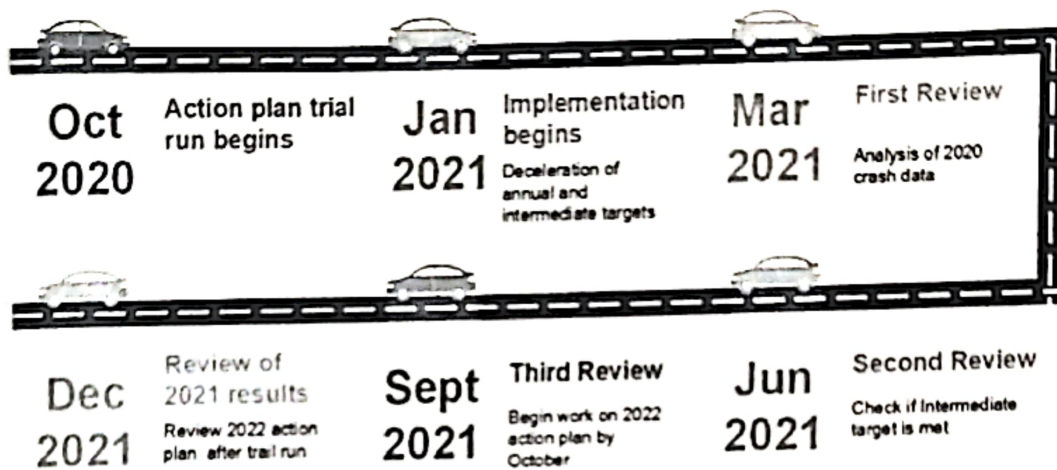 Oct
2020
Action plan trial
run begins
Jan
2021
Implementation
begins
Deceleration of
annual and
intermediate targets
Mar
2021
First Review
Analysis of 2020
crash data
Dec
2021
Review of
2021 results
Review 2022 action
plan after trail run
Sept
2021
Third Review
Begin work on 2022
action plan by
October
Jun
2021
Second Review
Check if Intermediate
target is met